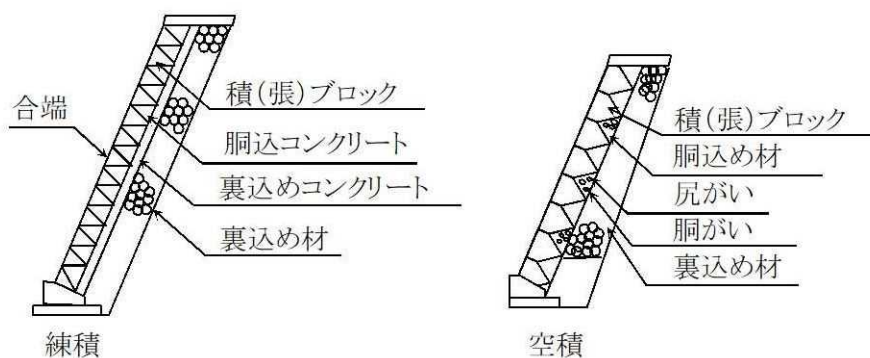 合端
積(張)ブロック
胴込コンクリート
裏込めコンクリート
裏込め材
練積
積(張)ブロック
胴込め材
尻がい
胴がい
裏込め材
空積